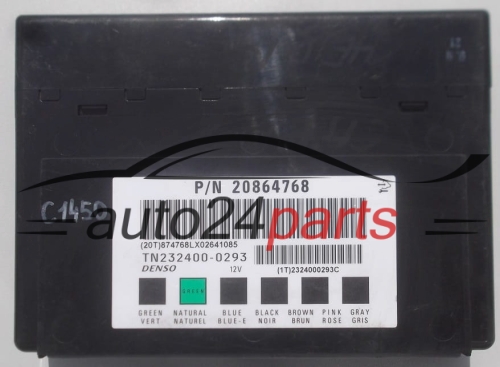 C1450
P/N 20864768
auto24parts
(20T)874768LX02641085
TN232400-0293
DENSO 12V (1T)2324000293C
GREEN
GREEN NATURAL BLUE BLACK BROWN PINK GRAY
VERT NATUREL BLUE-E NOIR BRUN ROSE GRIS